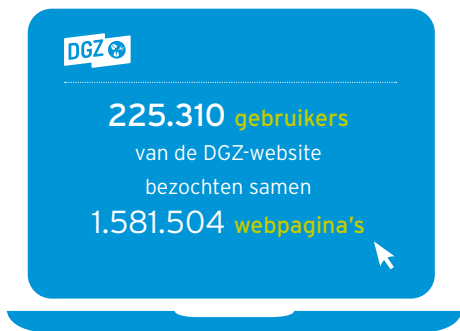 DGZ
225.310 gebruikers
van de DGZ-website
bezochten samen
1.581.504 webpagina's